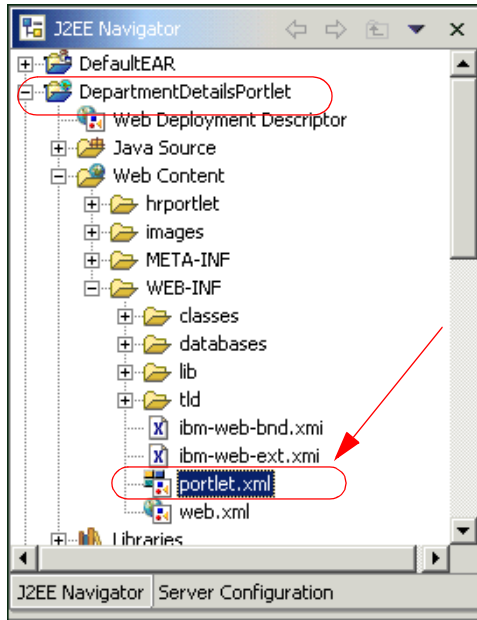 J2EE Navigator
DefaultEAR
DepartmentDetailsPortlet
Web Deployment Descriptor
Java Source
Web Content
hrportlet
images
META-INF
WEB-INF
classes
databases
lib
tld
ibm-web-bnd.xmi
ibm-web-ext.xmi
portlet.xml
web.xml
Libraries
J2EE Navigator Server Configuration